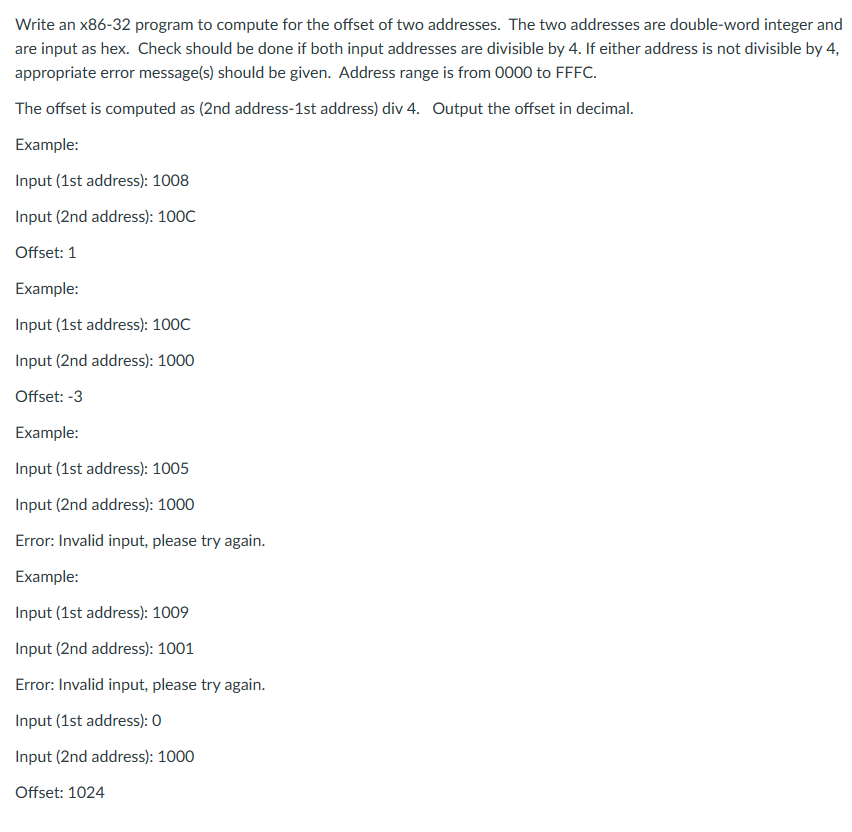 Write an x86-32 program to compute for the offset of two addresses.  The two addresses are double-word integer and
are input as hex.  Check should be done if both input addresses are divisible by 4. If either address is not divisible by 4,
appropriate error message(s) should be given.  Address range is from 0000 to FFFC.
The offset is computed as (2nd address-1st address) div 4.   Output the offset in decimal.
Example:
Input (1st address): 1008
Input (2nd address): 100C
Offset: 1
Example:
Input (1st address): 100C
Input (2nd address): 1000
Offset: -3
Example:
Input (1st address): 1005
Input (2nd address): 1000
Error: Invalid input, please try again.
Example:
Input (1st address): 1009
Input (2nd address): 1001
Error: Invalid input, please try again.
Input (1st address): 0
Input (2nd address): 1000
Offset: 1024